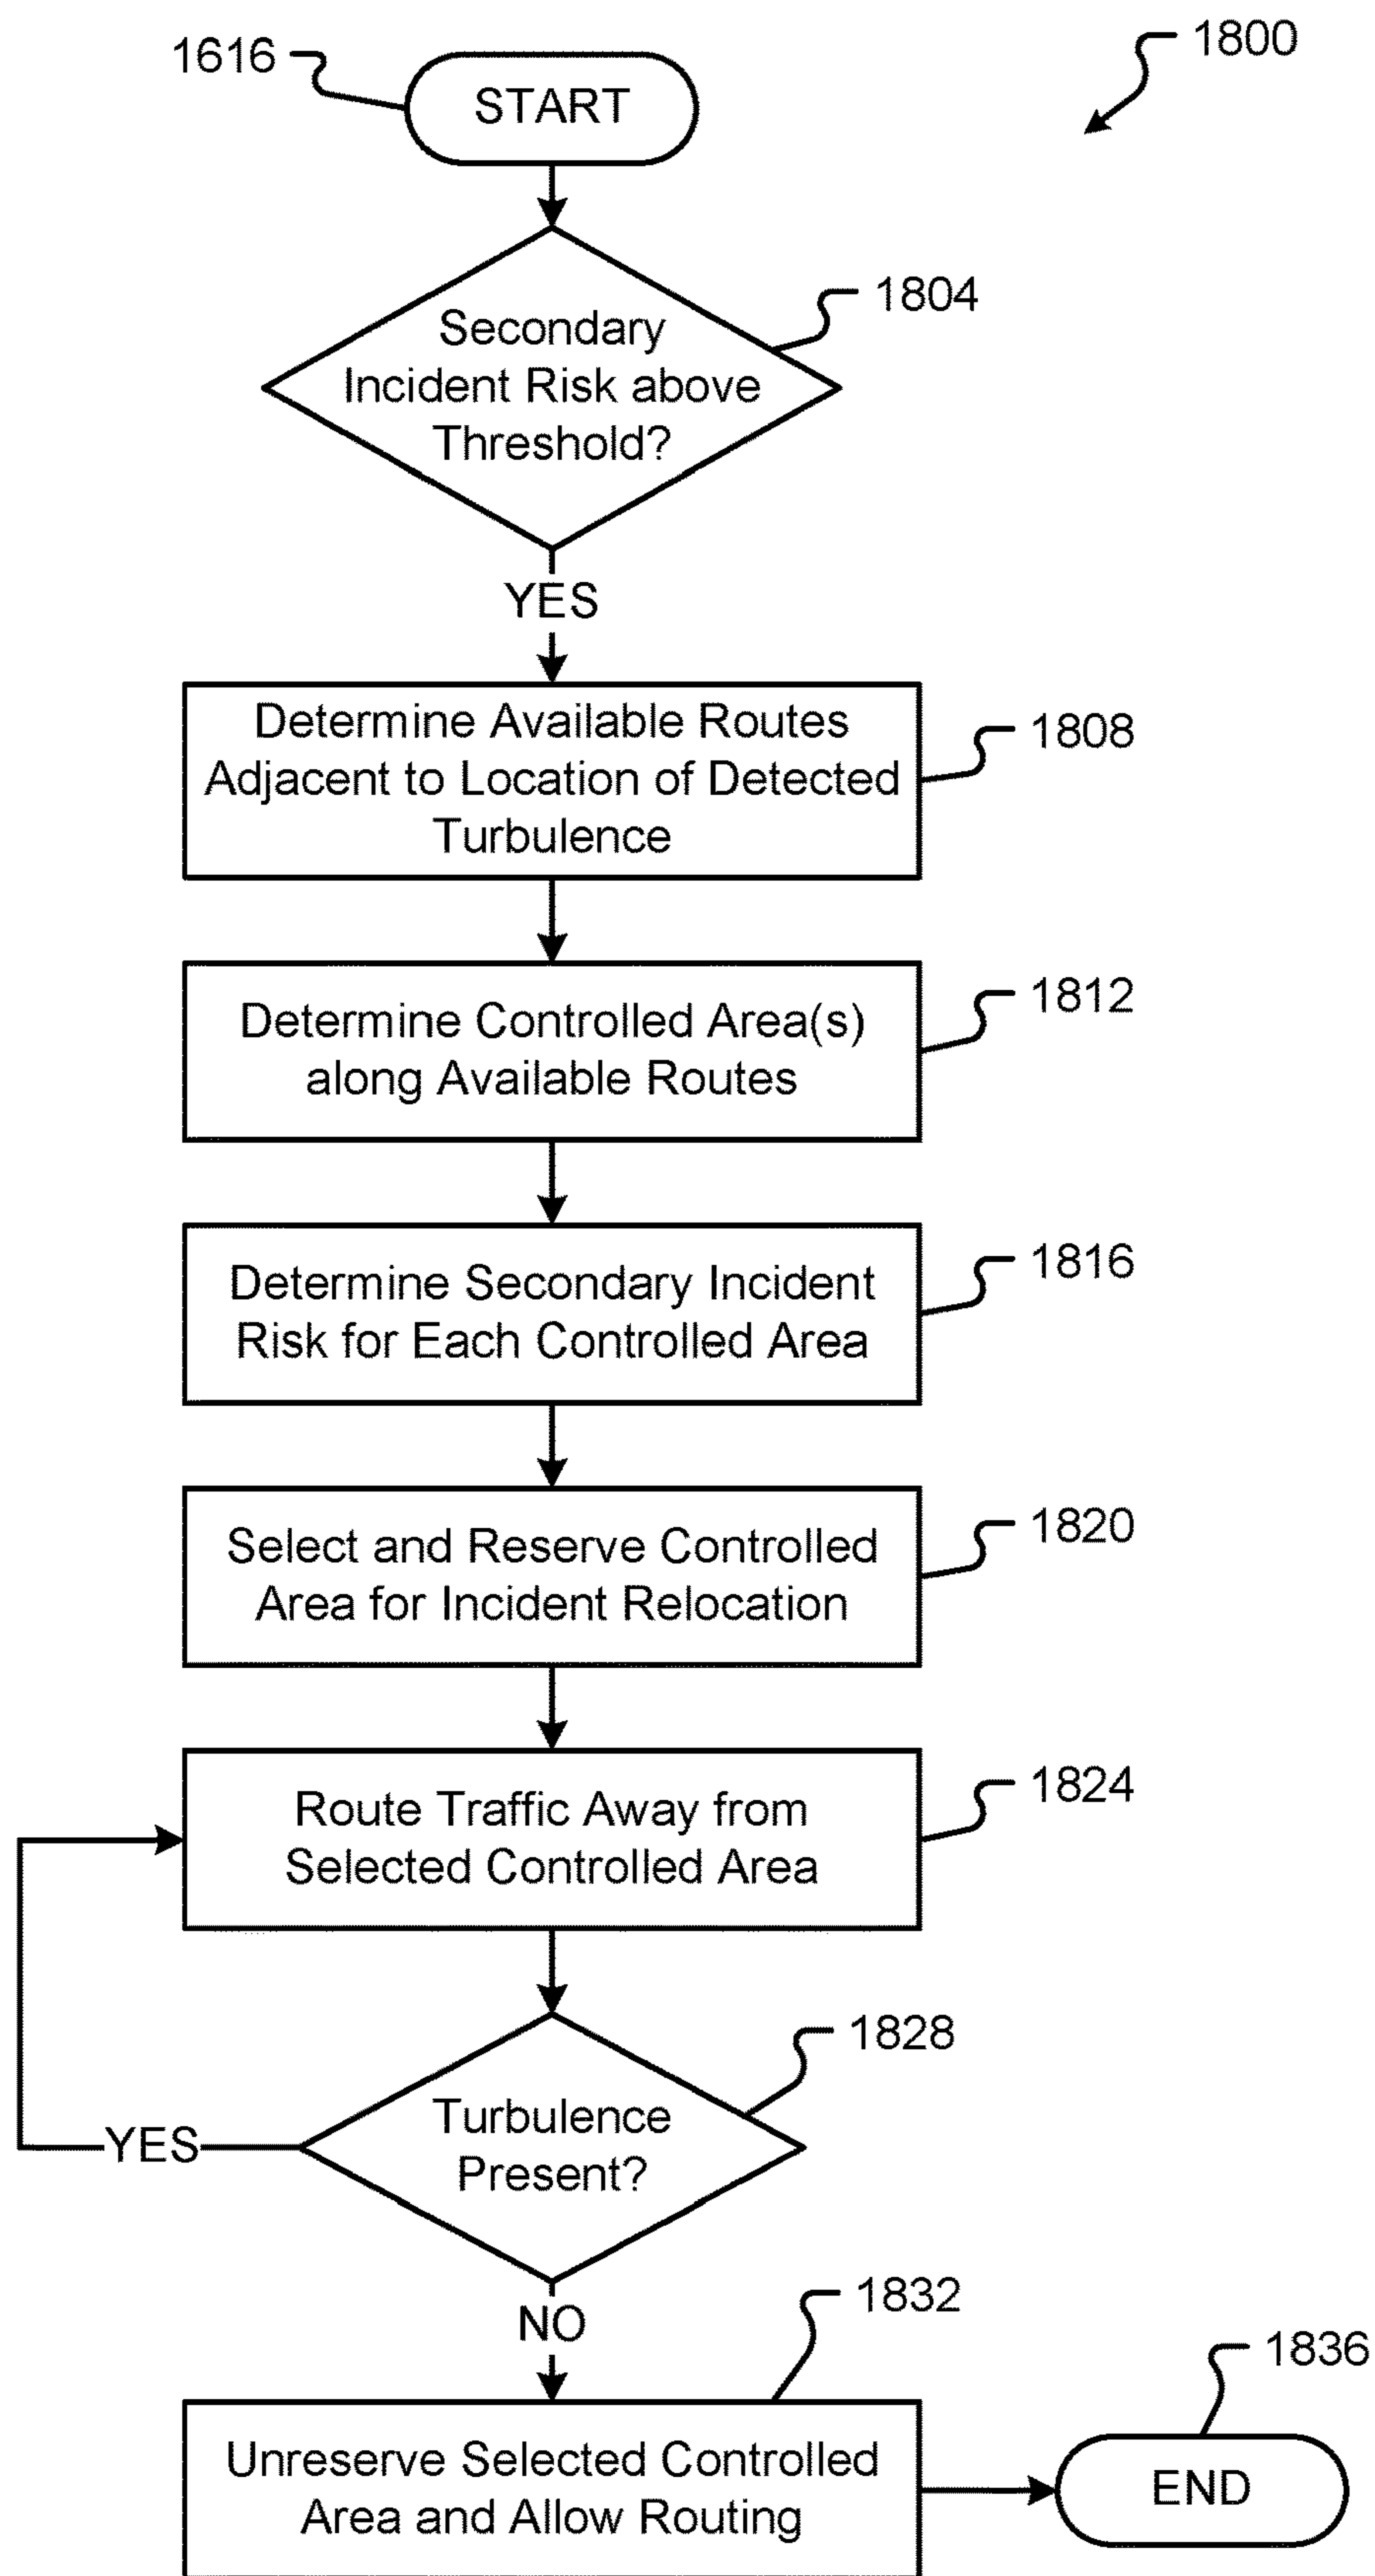 1800
1616
START
1804
Secondary
Incident Risk above
Threshold?
YES
1808
Determine Available Routes
Adjacent to Location of Detected
Turbulence
1812
Determine Controlled Area(s)
along Available Routes
1816
Determine Secondary Incident
Risk for Each Controlled Area
1820
Select and Reserve Controlled
Area for Incident Relocation
1824
Route Traffic Away from
Selected Controlled Area
1828
Turbulence
Present?
YES
NO
1832
1836
Unreserve Selected Controlled
Area and Allow Routing
END